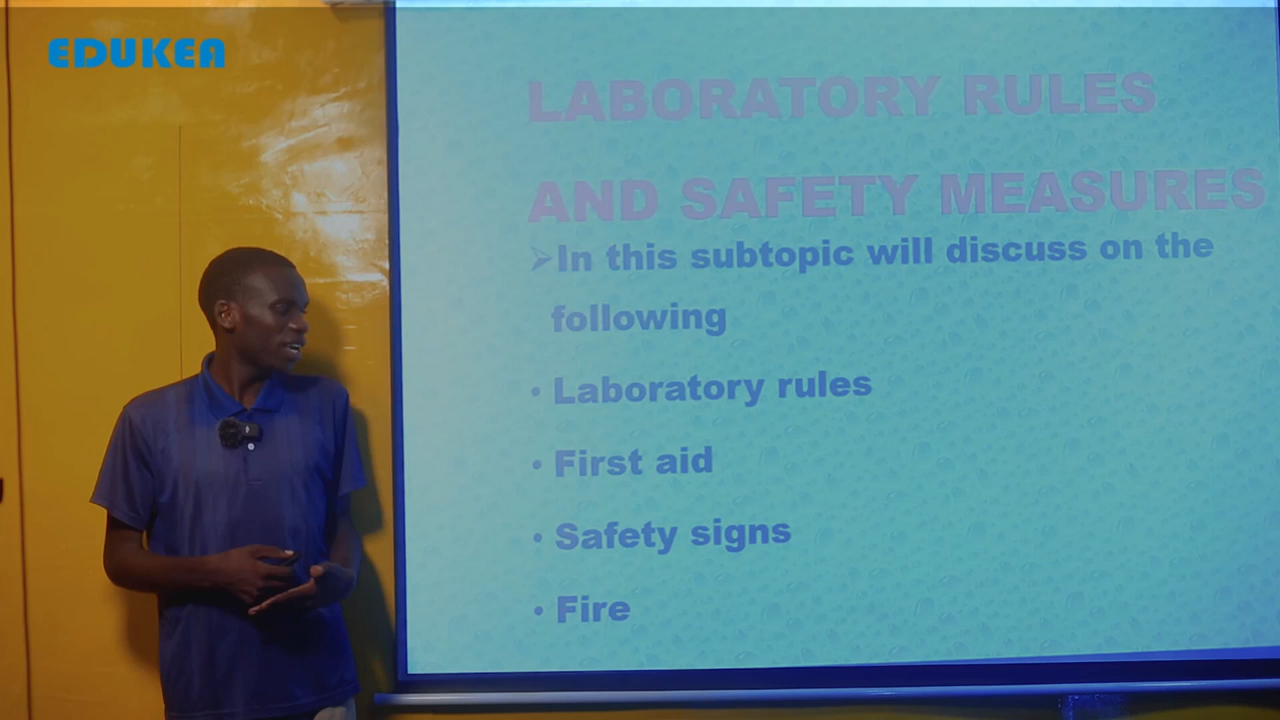 EDUKEA
LABORATORY RULES
AND SAFETY MEASURES
➢In this subtopic will discuss on the
following
• Laboratory rules
• First aid
• Safety signs
• Fire